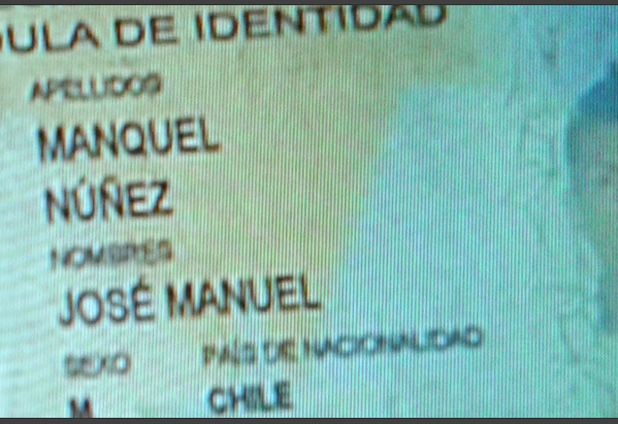 ULA DE IDENTIDAD
APELLIDOS
MANQUEL
NÚÑEZ
NOMBRES
JOSÉ MANUEL
SEXO PAÍS DE NACIONALIDAD
M CHILE